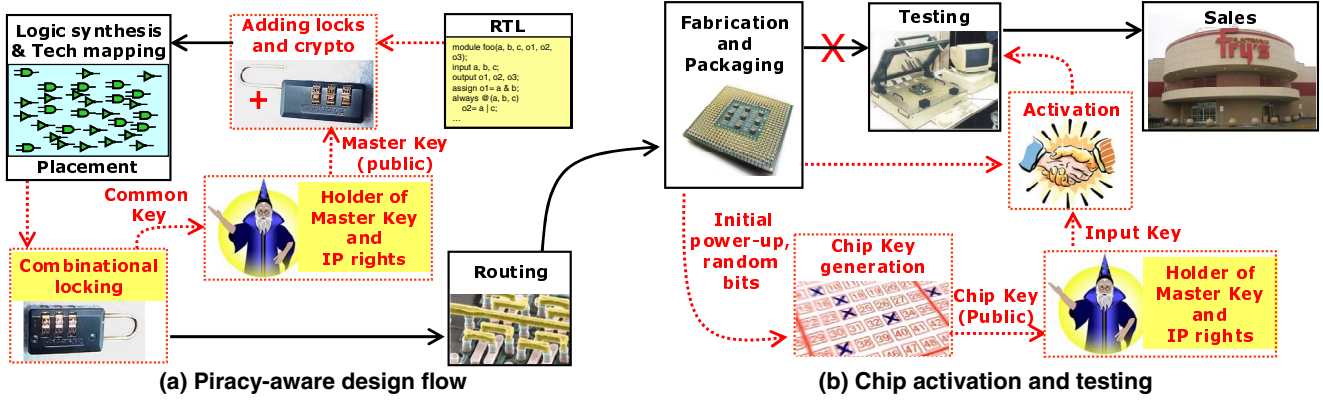 Logic synthesis
& Tech mapping
Placement
Adding locks
and crypto
+
RTL
module foo(a, b, c, o1, o2,
o3);
input a, b, c;
output o1, o2, o3;
assign o1= a & b;
always @(a, b, c)
o2= a | c;
...
Master Key
(public)
Common
Key
Holder of
Master Key
and
IP rights
Combinational
locking
Routing
(a) Piracy-aware design flow
Fabrication
and
Packaging
X
Testing
Sales
fry's
Activation
Initial
power-up,
random
bits
Chip Key
generation
Chip Key
(Public)
Input Key
Holder of
Master Key
and
IP rights
(b) Chip activation and testing